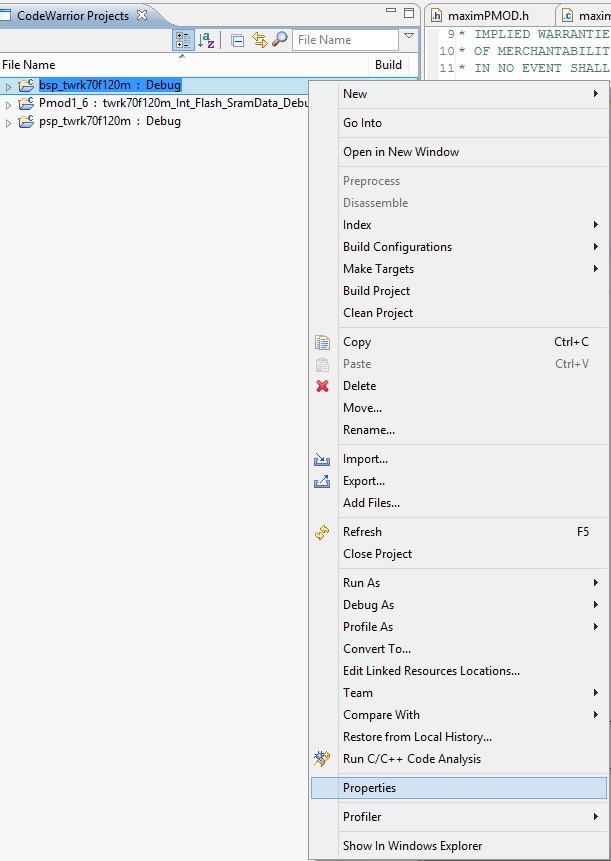 CodeWarrior Projects
maximPMOD.h
maxim
File Name
File Name
Build
9 * IMPLIED WARRANTIE
10 * OF MERCHANTABILIT
11 * IN NO EVENT SHALL
bsp_twrk70f120m : Debug
Pmod1_6 : twrk70f120m_Int_Flash_SramData_Debu
psp_twrk70f120m : Debug
New
Go Into
Open in New Window
Preprocess
Disassemble
Index
Build Configurations
Make Targets
Build Project
Clean Project
Copy Ctrl+C
Paste Ctrl+V
Delete
Move...
Rename...
Import...
Export...
Add Files...
Refresh F5
Close Project
Run As
Debug As
Profile As
Convert To...
Edit Linked Resources Locations...
Team
Compare With
Restore from Local History...
Run C/C++ Code Analysis
Properties
Profiler
Show In Windows Explorer